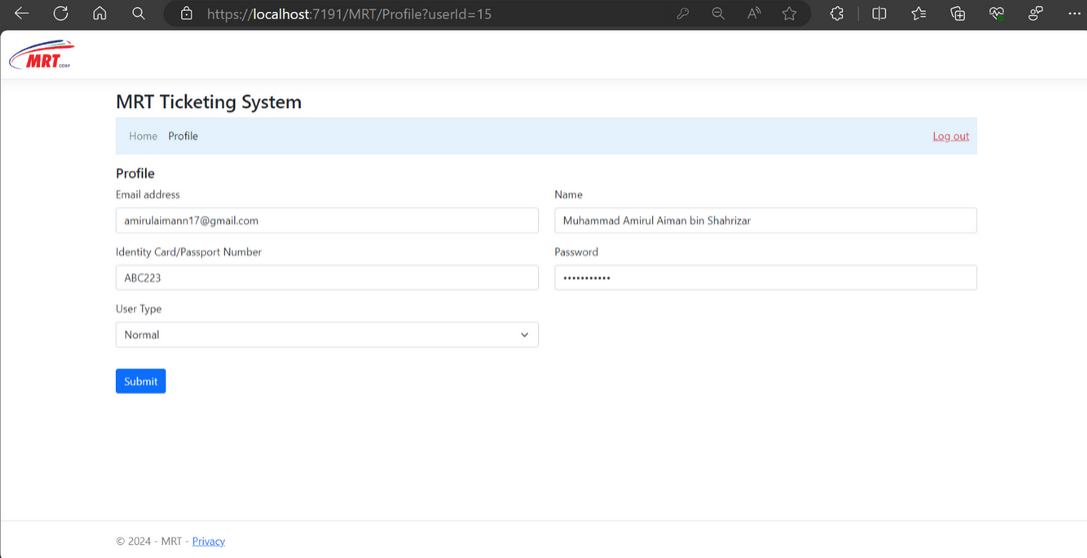 https://localhost:7191/MRT/Profile?userId=15
MRT CORP
MRT Ticketing System
Home Profile Log out
Profile
Email address Name
amirulaimann17@gmail.com Muhammad Amirul Aiman bin Shahrizar
Identity Card/Passport Number Password
ABC223 •••••••••••
User Type
Normal
Submit
© 2024 - MRT - Privacy